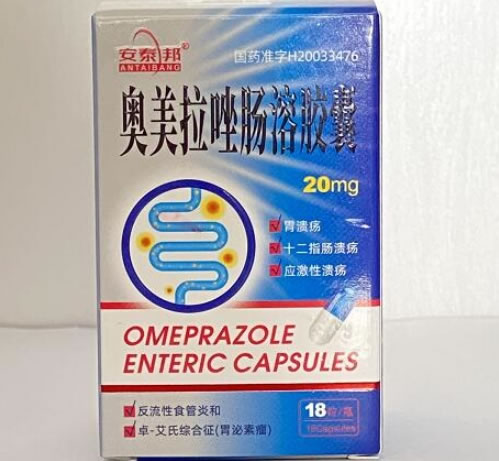 安泰邦®
ANTAIBANG
国药准字H20033476
奥美拉唑肠溶胶囊
20mg
胃溃疡
十二指肠溃疡
应激性溃疡
OMEPRAZOLE
ENTERIC CAPSULES
反流性食管炎和
卓-艾氏综合征(胃泌素瘤)
18粒/瓶
18Capsules